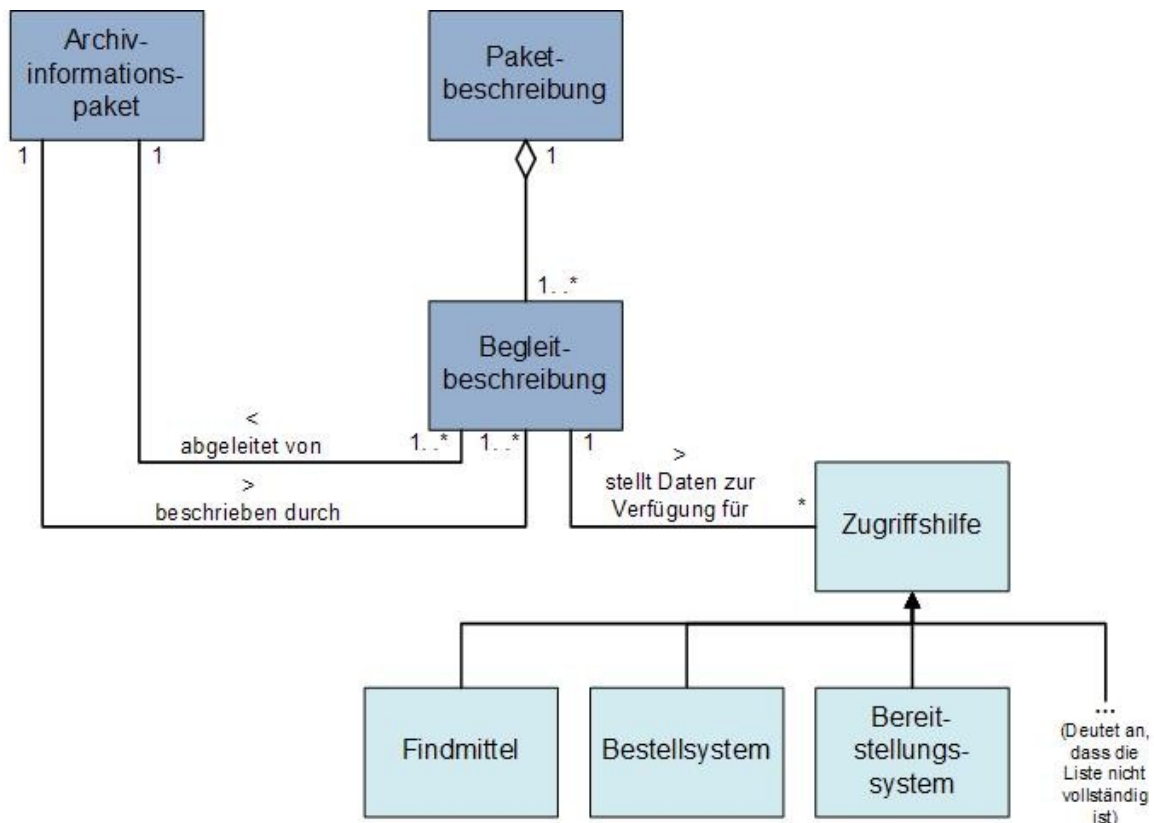 Archiv-
informations-
paket
Paket-
beschreibung
1
1
1
1..*
Begleit-
beschreibung
<
abgeleitet von
1..*
1..*
1
>
beschrieben durch
>
stellt Daten zur
Verfügung für
*
Zugriffshilfe
Findmittel
Bestellsystem
Bereit-
stellungs-
system
...
(Deutet an,
dass die
Liste nicht
vollständig
ist)